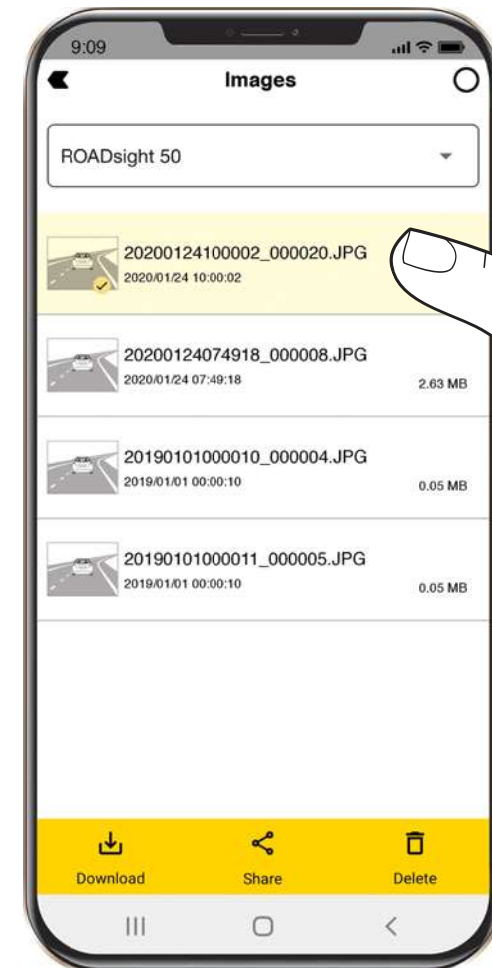 9:09
Images
ROADsight 50
20200124100002_000020.JPG
2020/01/24 10:00:02
20200124074918_000008.JPG
2020/01/24 07:49:18
2.63 MB
20190101000010_000004.JPG
2019/01/01 00:00:10
0.05 MB
20190101000011_000005.JPG
2019/01/01 00:00:10
0.05 MB
Download Share Delete